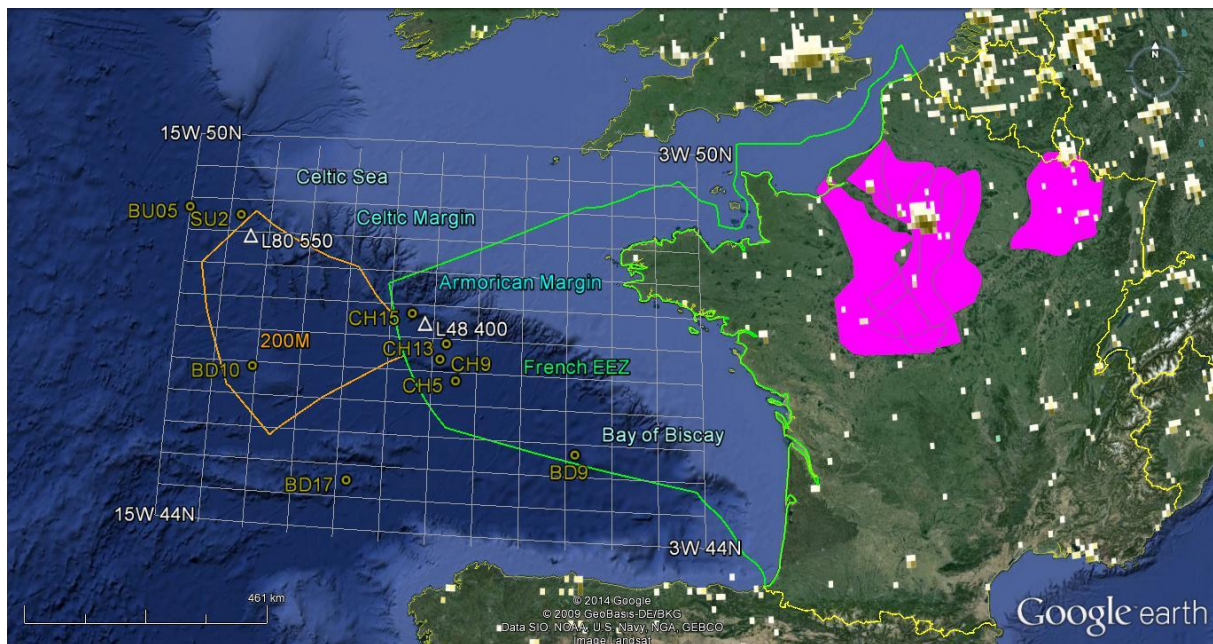 N
15W 50N
3W 50N
Celtic Sea
BU05
SU2
Celtic Margin
L80 550
Armorican Margin
CH15
L48 400
200M
CH13
CH9
French EEZ
BD10
CH5
Bay of Biscay
BD9
BD17
15W 44N
3W 44N
461 km
© 2014 Google
© 2009 GeoBasis-DE/BKG
Data SIO, NOAA, U.S. Navy, NGA, GEBCO
Image Landsat
Google earth